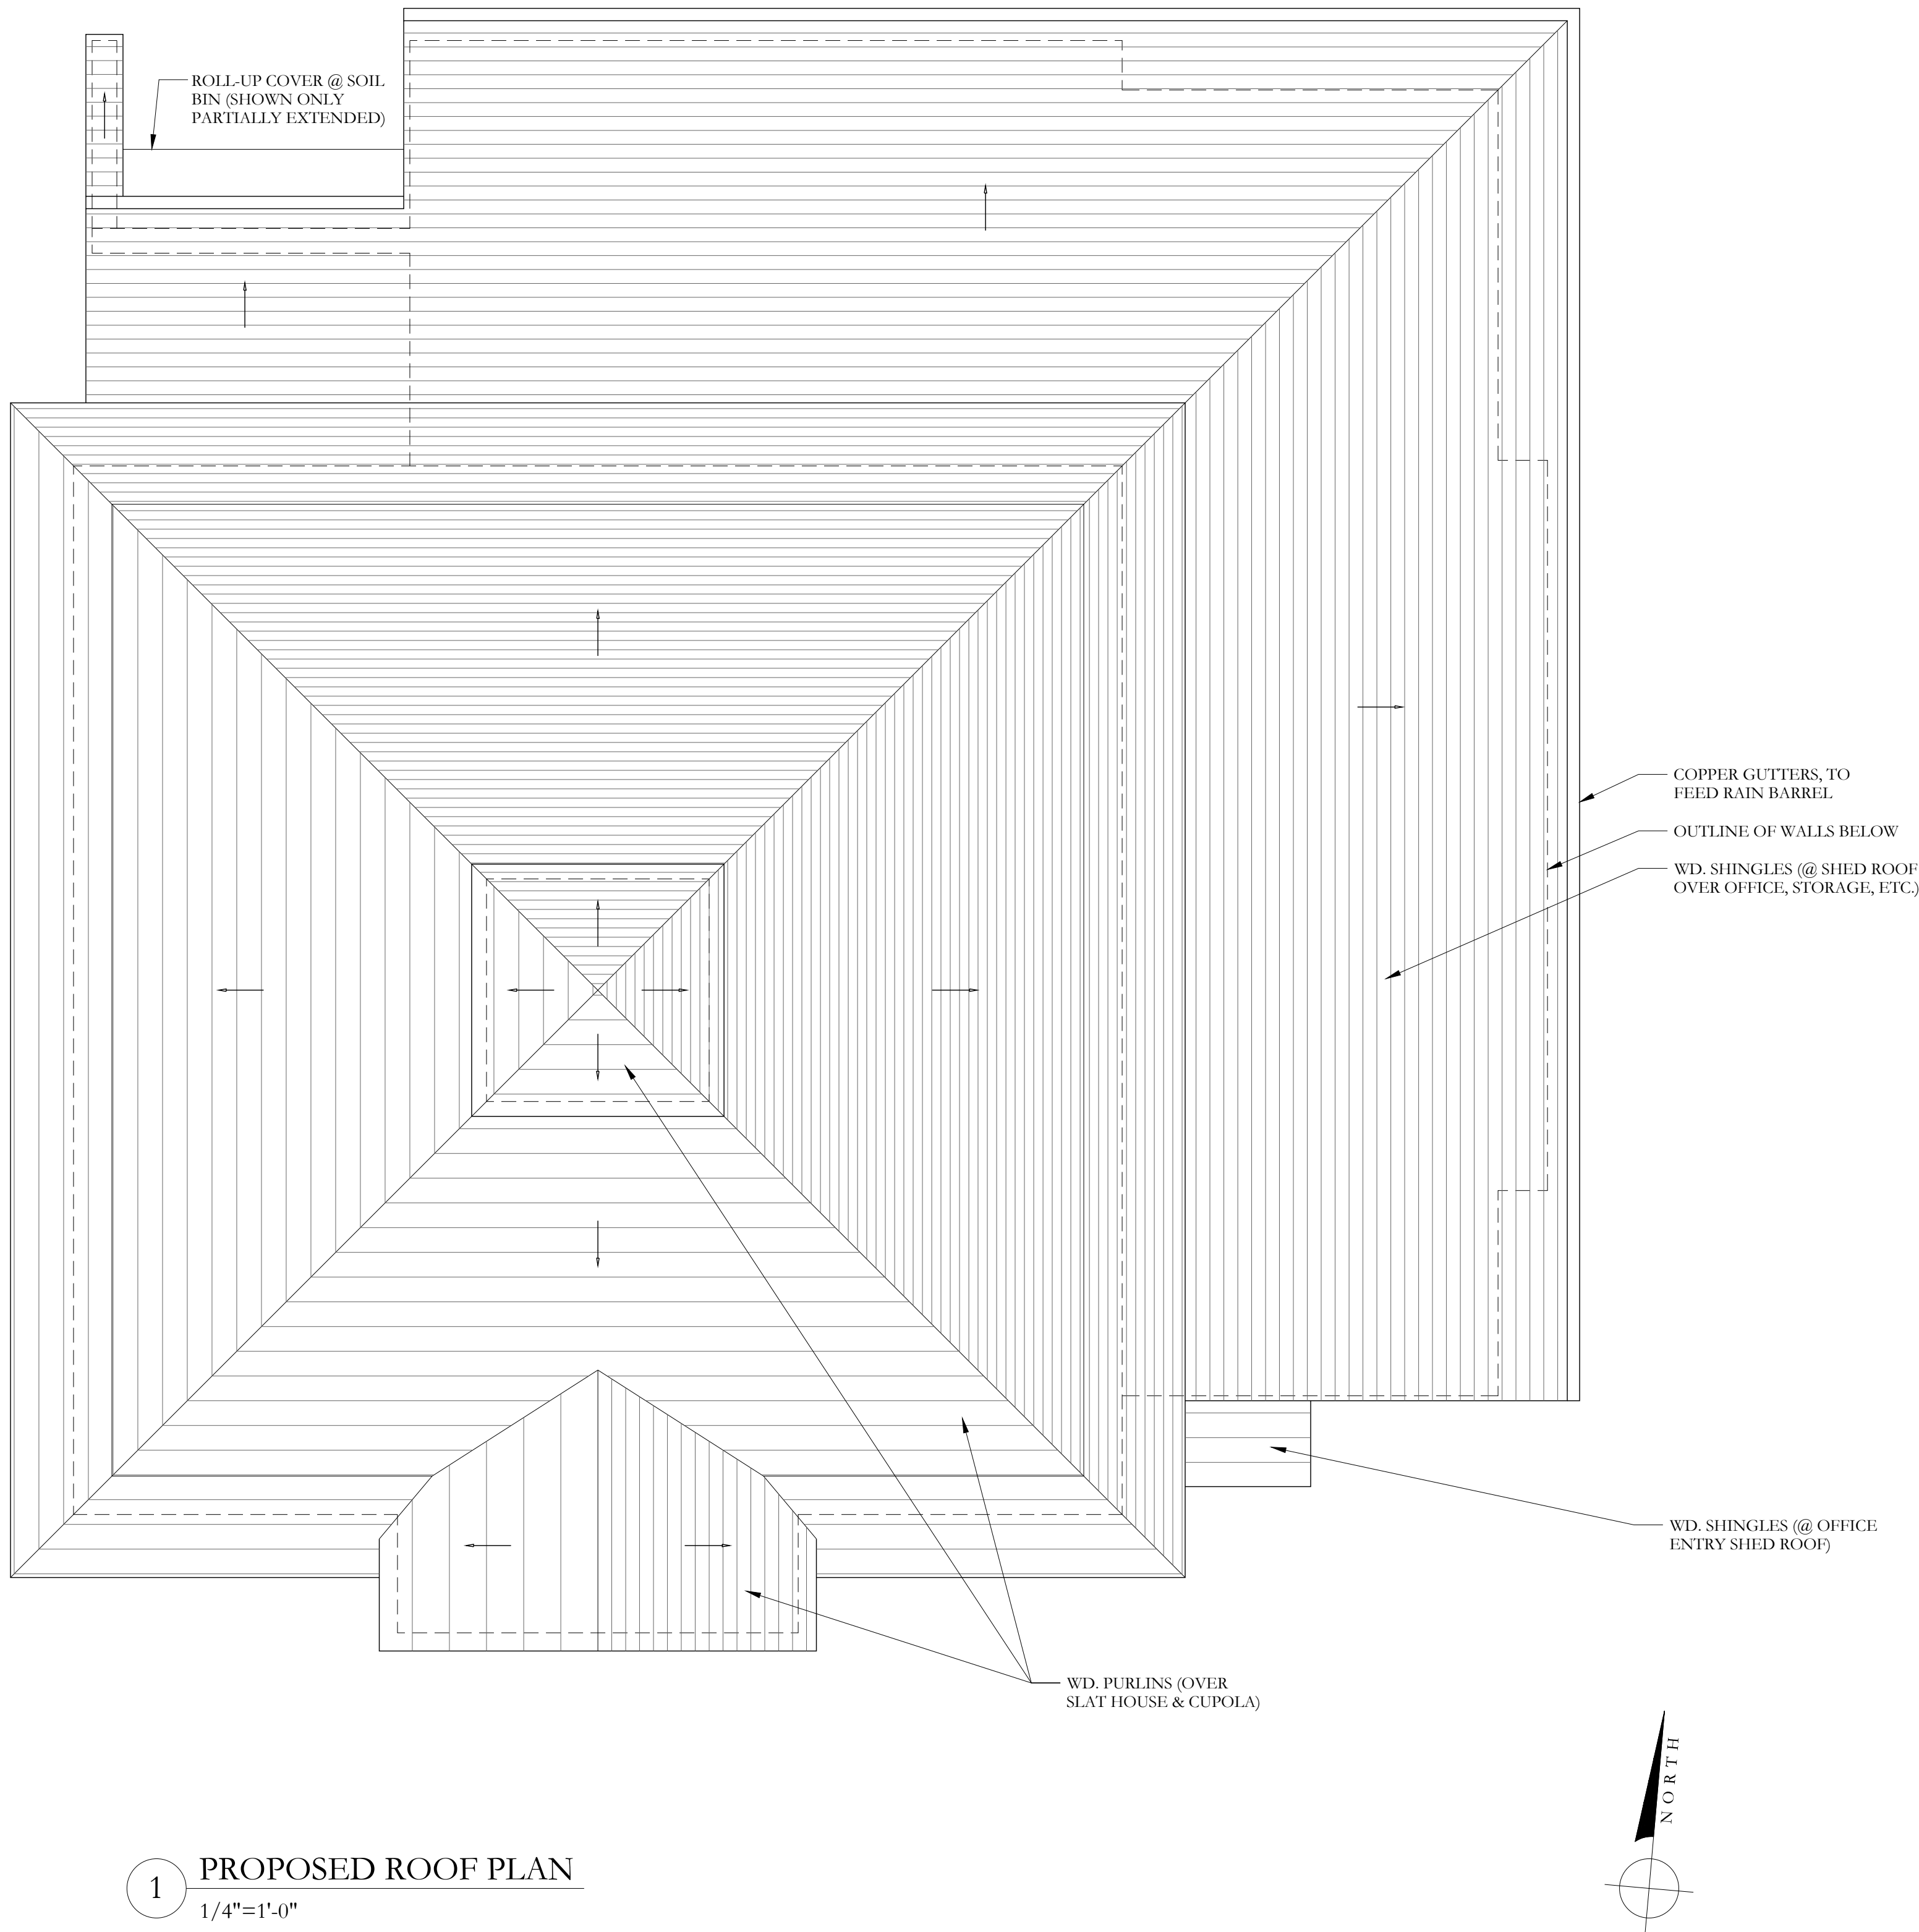 ROLL-UP COVER @ SOIL
BIN (SHOWN ONLY
PARTIALLY EXTENDED)
COPPER GUTTERS, TO
FEED RAIN BARREL
OUTLINE OF WALLS BELOW
WD. SHINGLES (@ SHED ROOF
OVER OFFICE, STORAGE, ETC.)
WD. SHINGLES (@ OFFICE
ENTRY SHED ROOF)
WD. PURLINS (OVER
SLAT HOUSE & CUPOLA)
NORTH
1
PROPOSED ROOF PLAN
1/4"=1'-0"